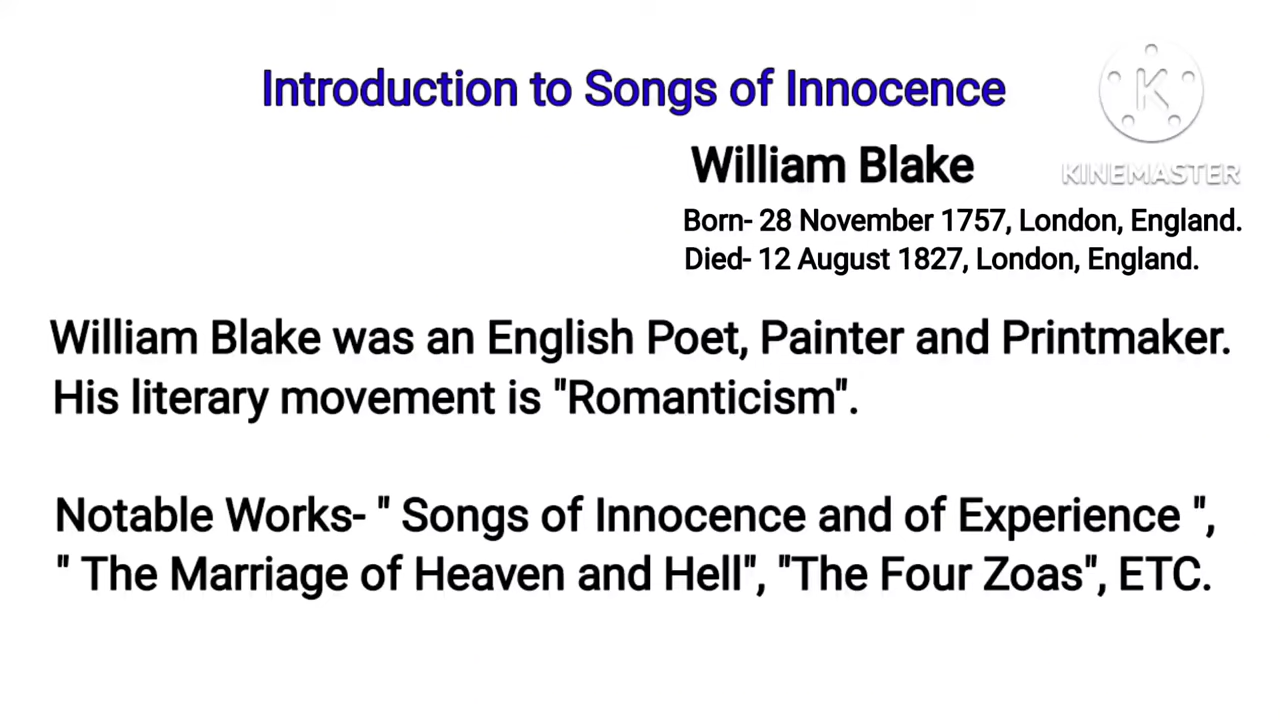 Introduction to Songs of Innocence
William Blake
KINEMASTER
Born- 28 November 1757, London, England.
Died- 12 August 1827, London, England.
William Blake was an English Poet, Painter and Printmaker.
His literary movement is "Romanticism".
Notable Works- " Songs of Innocence and of Experience ",
" The Marriage of Heaven and Hell", "The Four Zoas", ETC.